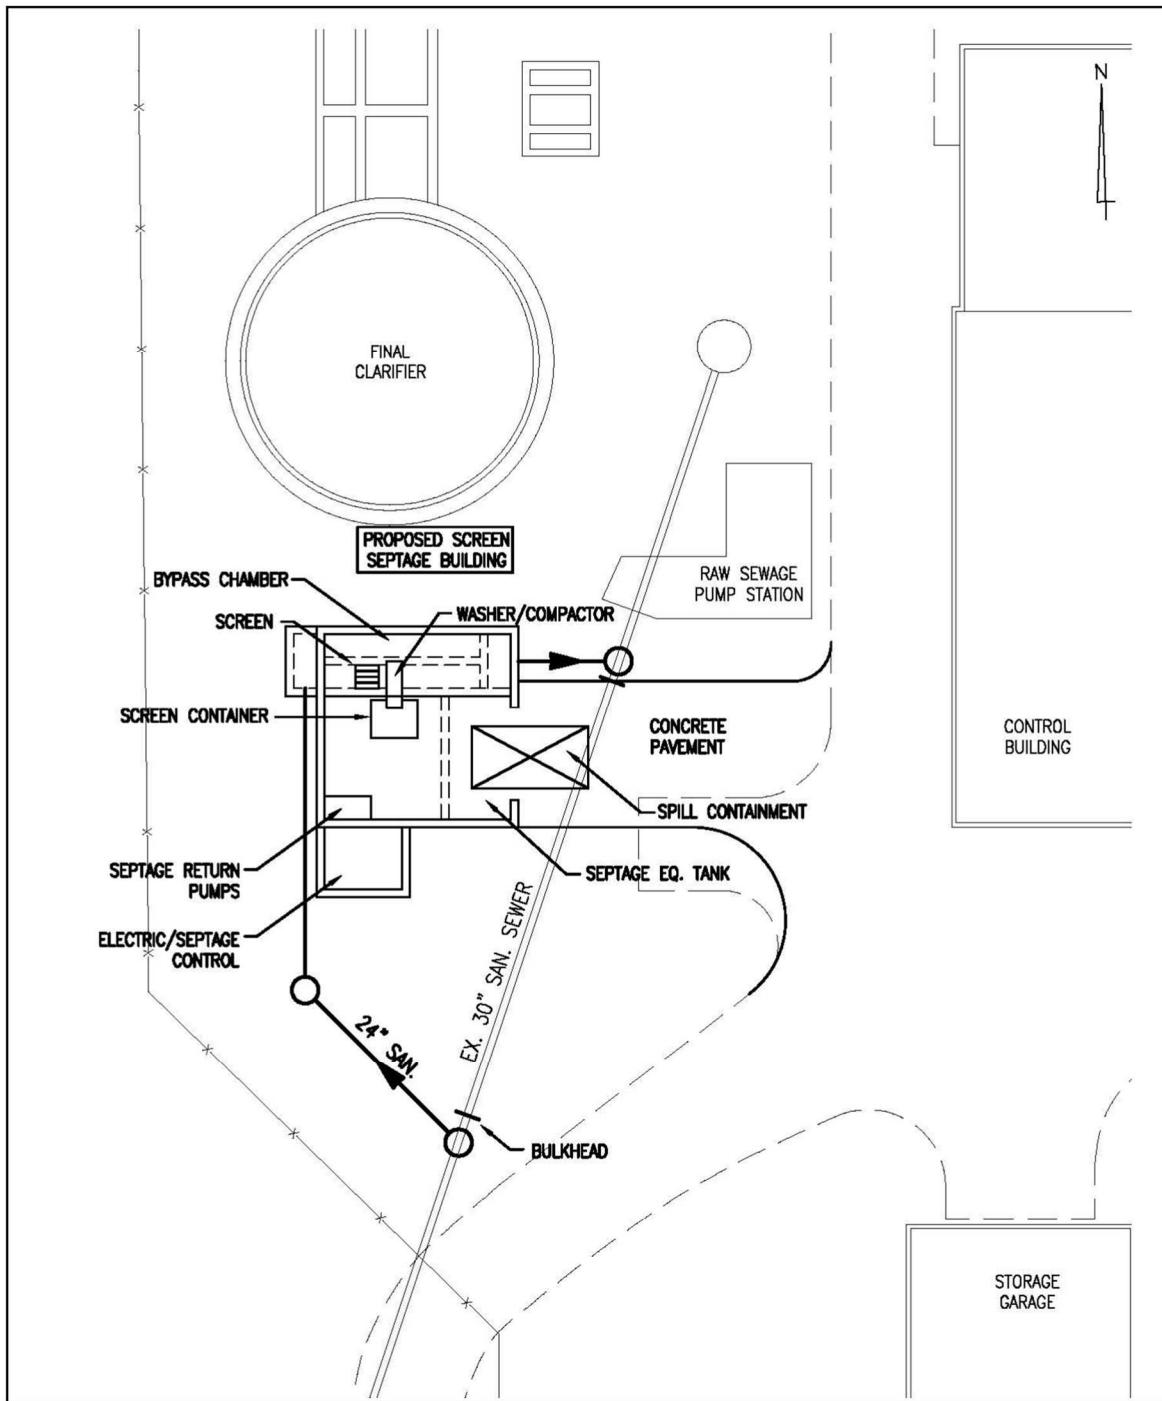 N
FINAL
CLARIFIER
PROPOSED SCREEN
SEPTAGE BUILDING
BYPASS CHAMBER
SCREEN
WASHER/COMPACTOR
RAW SEWAGE
PUMP STATION
SCREEN CONTAINER
CONCRETE
PAVEMENT
CONTROL
BUILDING
SPILL CONTAINMENT
SEPTAGE RETURN
PUMPS
SEPTAGE EQ. TANK
ELECTRIC/SEPTAGE
CONTROL
EX. 30" SAN. SEWER
24" SAN.
BULKHEAD
STORAGE
GARAGE